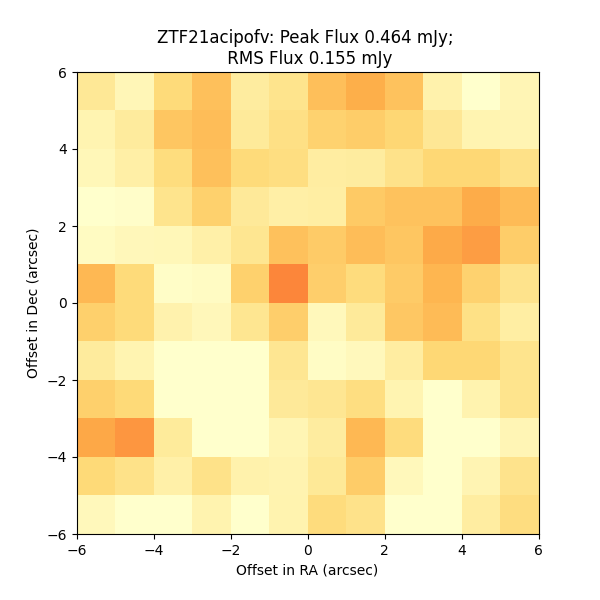 ZTF21acipofv: Peak Flux 0.464 mJy;
RMS Flux 0.155 mJy
6
4
2
0
−2
−4
−6
Offset in Dec (arcsec)
−6 −4 −2 0 2 4 6
Offset in RA (arcsec)